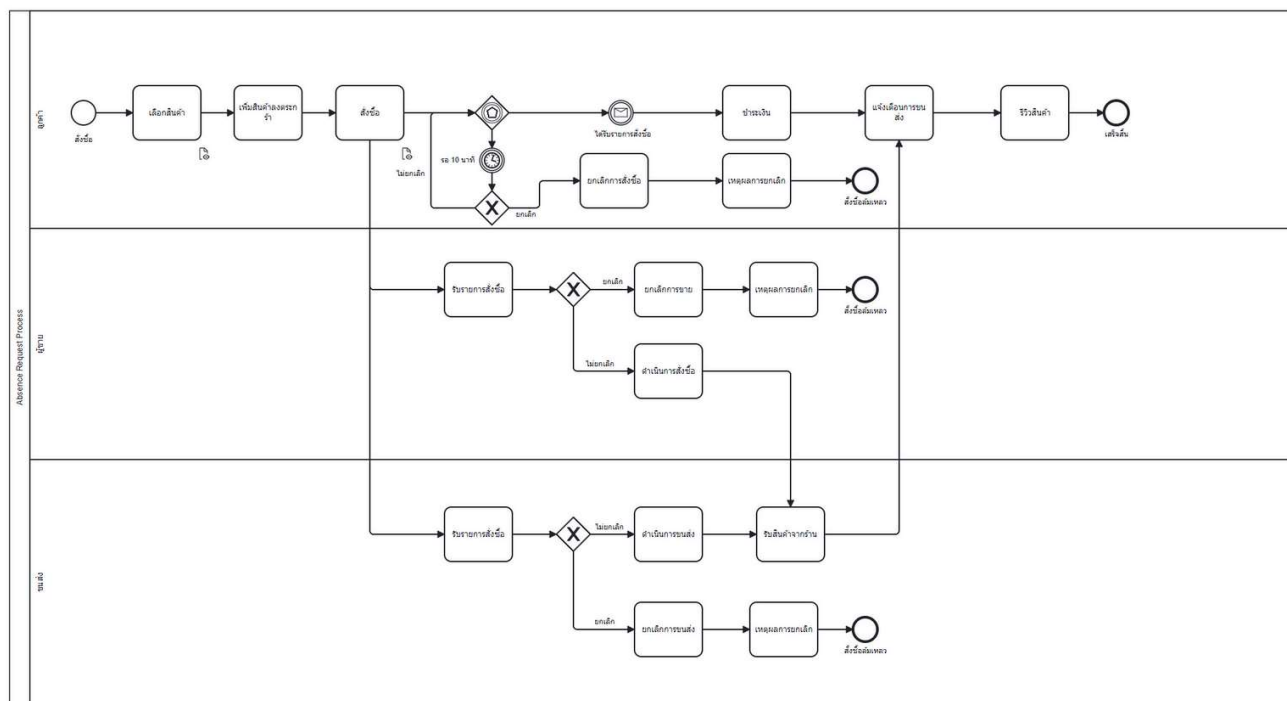 Absence Request Process
ลูกค้า
สั่งซื้อ
เลือกสินค้า
เพิ่มสินค้าลงตระก
ร้า
สั่งซื้อ
ไม่ยกเลิก
รอ 10 นาที
ยกเลิก
ได้รับรายการสั่งซื้อ
ชำระเงิน
แจ้งเตือนการขน
ส่ง
รีวิวสินค้า
เสร็จสิ้น
ยกเลิกการสั่งซื้อ
เหตุผลการยกเลิก
สั่งซื้อล้มเหลว
ผู้ขาย
รับรายการสั่งซื้อ
ยกเลิก
ยกเลิกการขาย
เหตุผลการยกเลิก
สั่งซื้อล้มเหลว
ไม่ยกเลิก
ดำเนินการสั่งซื้อ
ขนส่ง
รับรายการสั่งซื้อ
ไม่ยกเลิก
ดำเนินการขนส่ง
รับสินค้าจากร้าน
ยกเลิก
ยกเลิกการขนส่ง
เหตุผลการยกเลิก
สั่งซื้อล้มเหลว